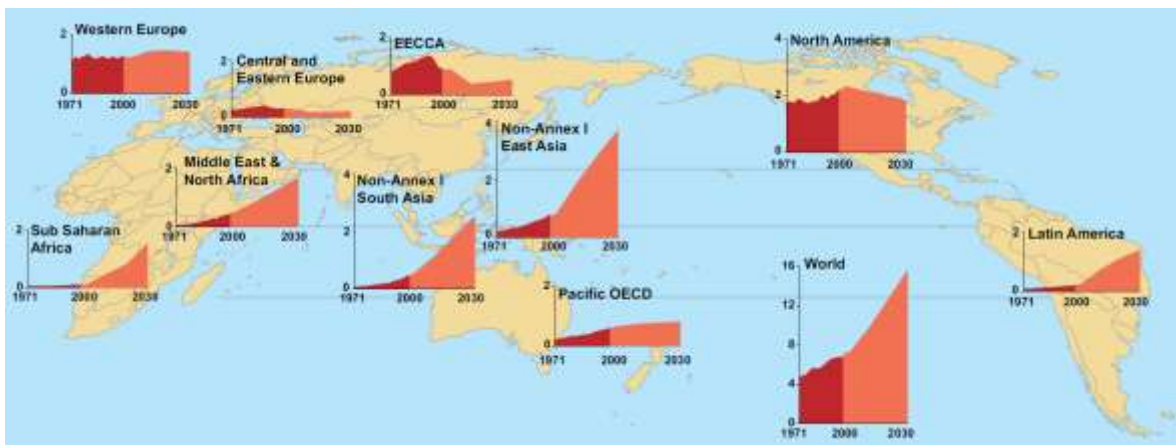 Western Europe
2
0
1971 2000 2030
Central and
Eastern Europe
2
0
1971 2000 2030
EECCA
2
0
1971 2000 2030
North America
4
2
0
1971 2000 2030
Middle East &
North Africa
2
0
1971 2000 2030
Non-Annex I
South Asia
4
2
0
1971 2000 2030
Non-Annex I
East Asia
4
2
0
1971 2000 2030
Sub Saharan
Africa
2
0
1971 2000 2030
Pacific OECD
2
0
1971 2000 2030
World
16
12
8
4
0
1971 2000 2030
Latin America
2
0
1971 2000 2030